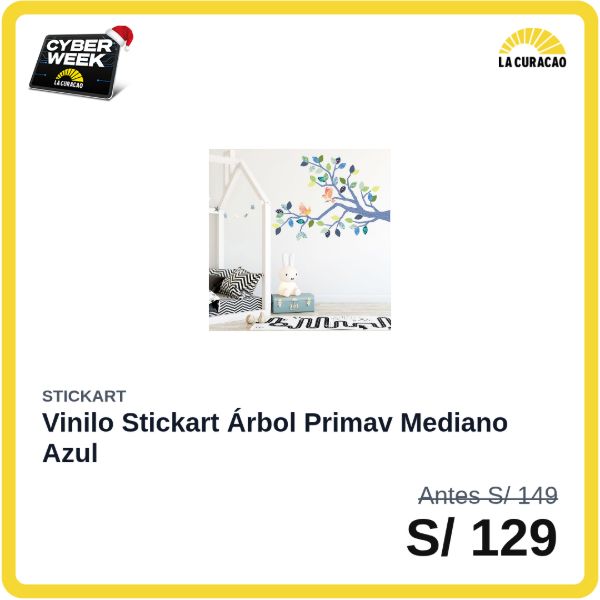 CYBER
WEEK
LA CURACAO
LA CURACAO
STICKART
Vinilo Stickart Árbol Primav Mediano
Azul
Antes S/ 149
S/ 129